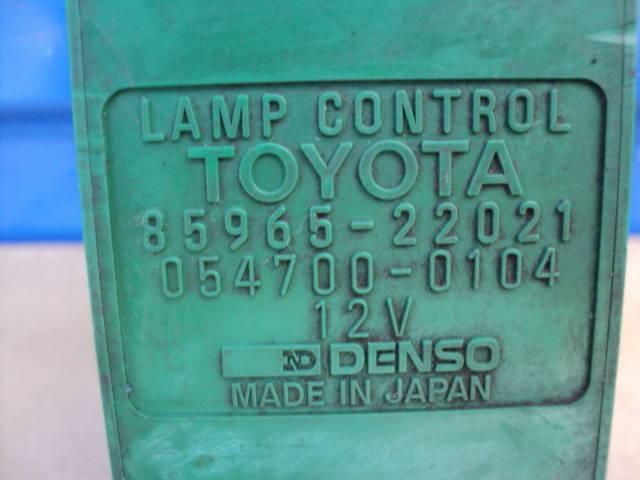 LAMP CONTROL
TOYOTA
85965-22021
054700-0104
12V
ND DENSO
MADE IN JAPAN